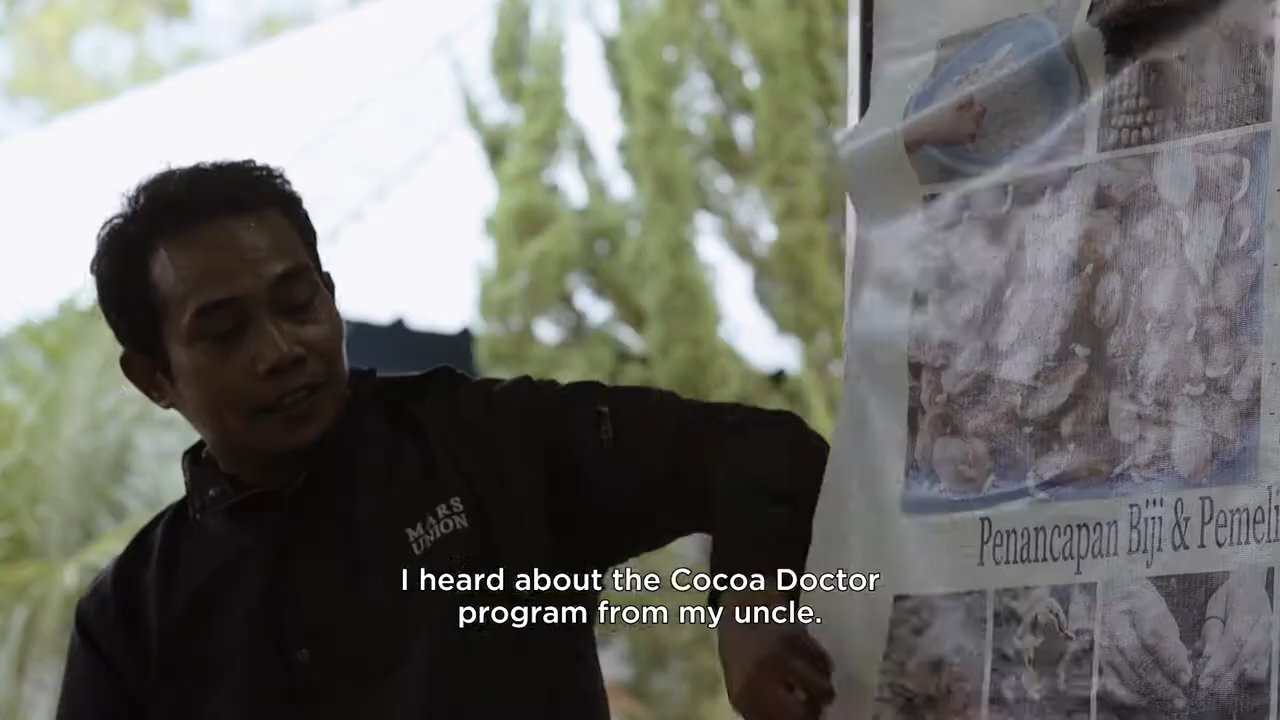 MARS
UNION
Penancapan Biji & Pemeli
I heard about the Cocoa Doctor
program from my uncle.